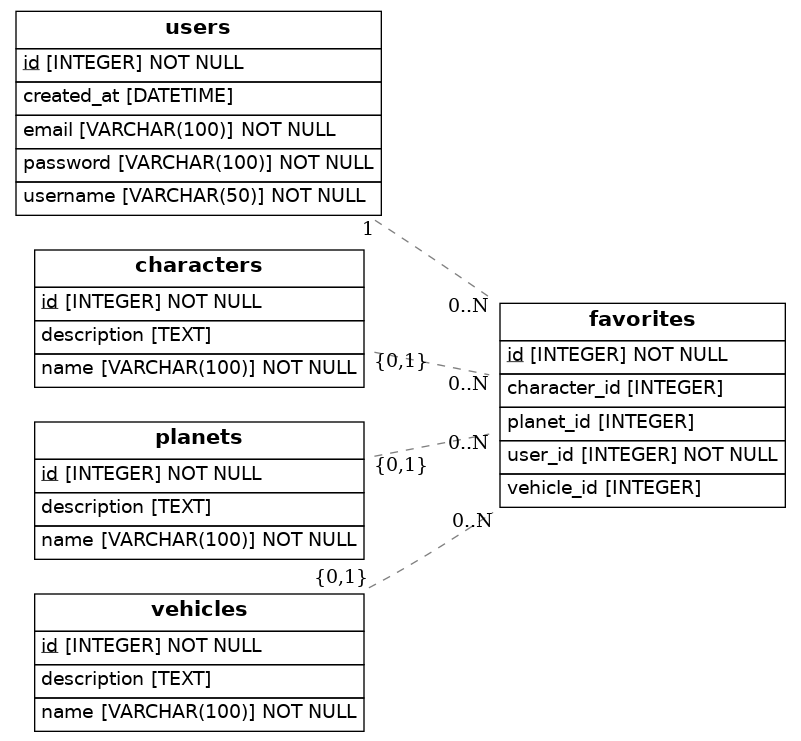 users
id [INTEGER] NOT NULL
created_at [DATETIME]
email [VARCHAR(100)] NOT NULL
password [VARCHAR(100)] NOT NULL
username [VARCHAR(50)] NOT NULL
1
0..N
characters
id [INTEGER] NOT NULL
description [TEXT]
name [VARCHAR(100)] NOT NULL
{0,1}
0..N
planets
id [INTEGER] NOT NULL
description [TEXT]
name [VARCHAR(100)] NOT NULL
{0,1}
0..N
vehicles
id [INTEGER] NOT NULL
description [TEXT]
name [VARCHAR(100)] NOT NULL
{0,1}
0..N
favorites
id [INTEGER] NOT NULL
character_id [INTEGER]
planet_id [INTEGER]
user_id [INTEGER] NOT NULL
vehicle_id [INTEGER]